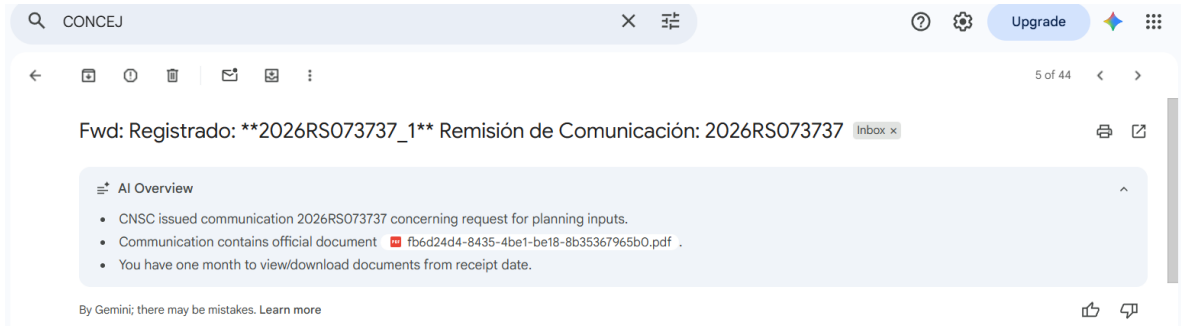 CONCEJ
Upgrade
5 of 44
Fwd: Registrado: **2026RS073737_1** Remisión de Comunicación: 2026RS073737 Inbox ×
AI Overview
• CNSC issued communication 2026RS073737 concerning request for planning inputs.
• Communication contains official document PDF fb6d24d4-8435-4be1-be18-8b35367965b0.pdf .
• You have one month to view/download documents from receipt date.
By Gemini; there may be mistakes. Learn more